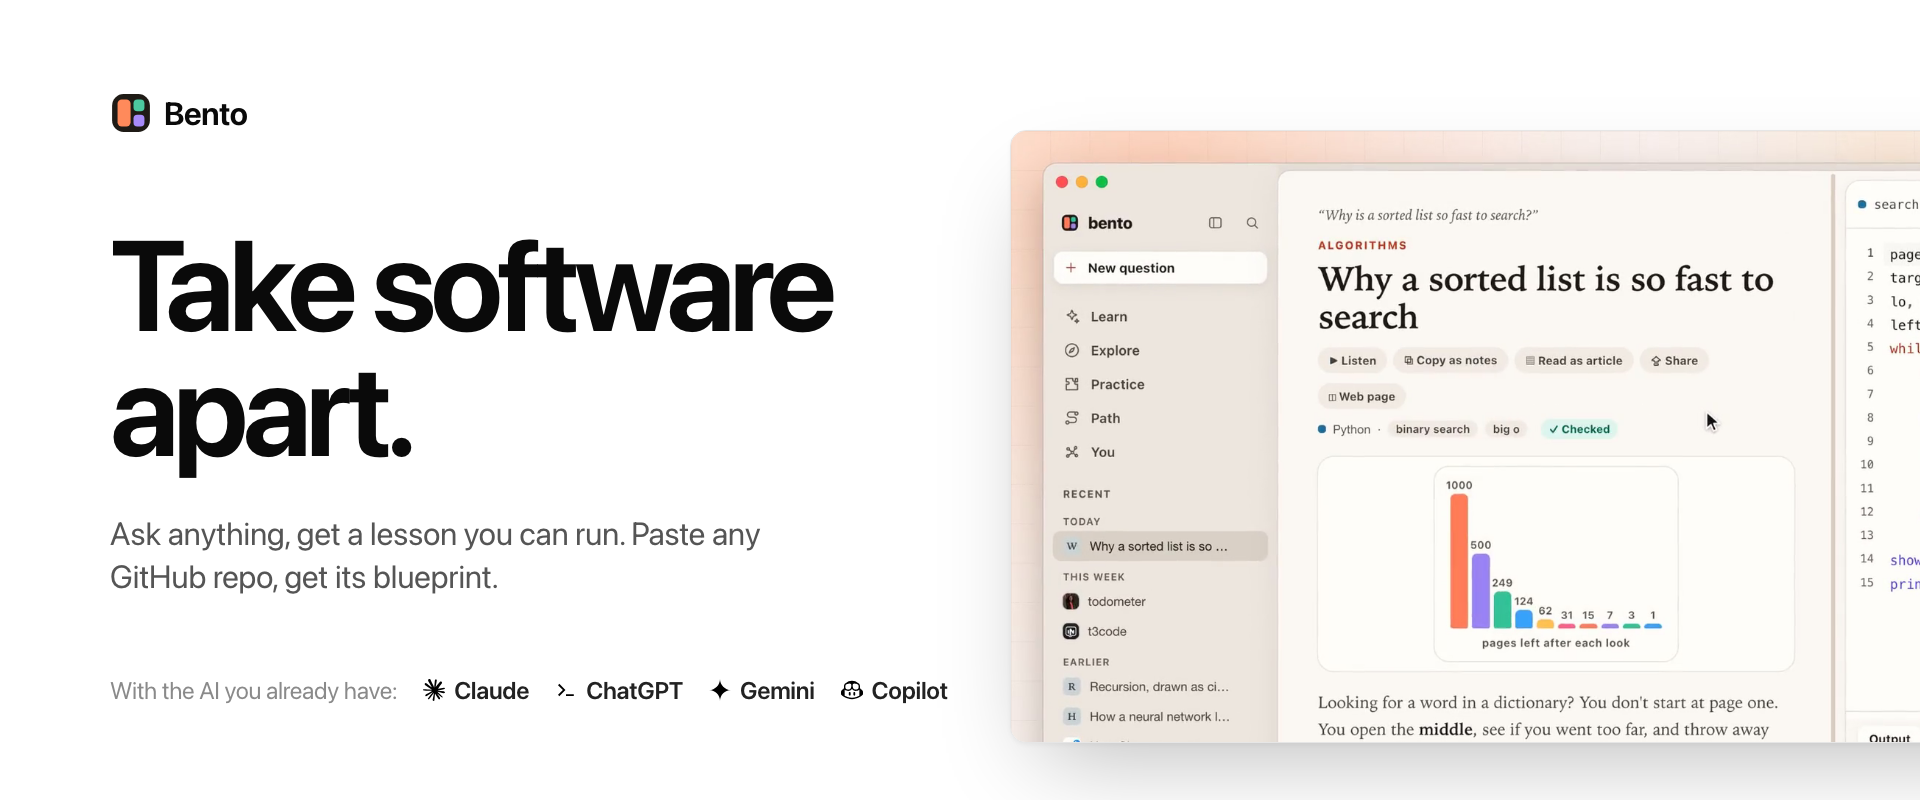 Bento
Take software
apart.
Ask anything, get a lesson you can run. Paste any
GitHub repo, get its blueprint.
With the AI you already have: Claude ChatGPT Gemini Copilot
bento
New question
Learn
Explore
Practice
Path
You
RECENT
TODAY
W Why a sorted list is so ...
THIS WEEK
todometer
t3code
EARLIER
R Recursion, drawn as ci...
H How a neural network l...
“Why is a sorted list so fast to search?”
ALGORITHMS
Why a sorted list is so fast to
search
Listen Copy as notes Read as article Share
Web page
Python · binary search big o ✓ Checked
1000
500
249
124
62
31
15
7
3
1
pages left after each look
Looking for a word in a dictionary? You don't start at page one.
You open the middle, see if you went too far, and throw away
search
1 page
2 targ
3 lo,
4 left
5 whil
6
7
8
9
10
11
12
13
14 show
15 prin
Output